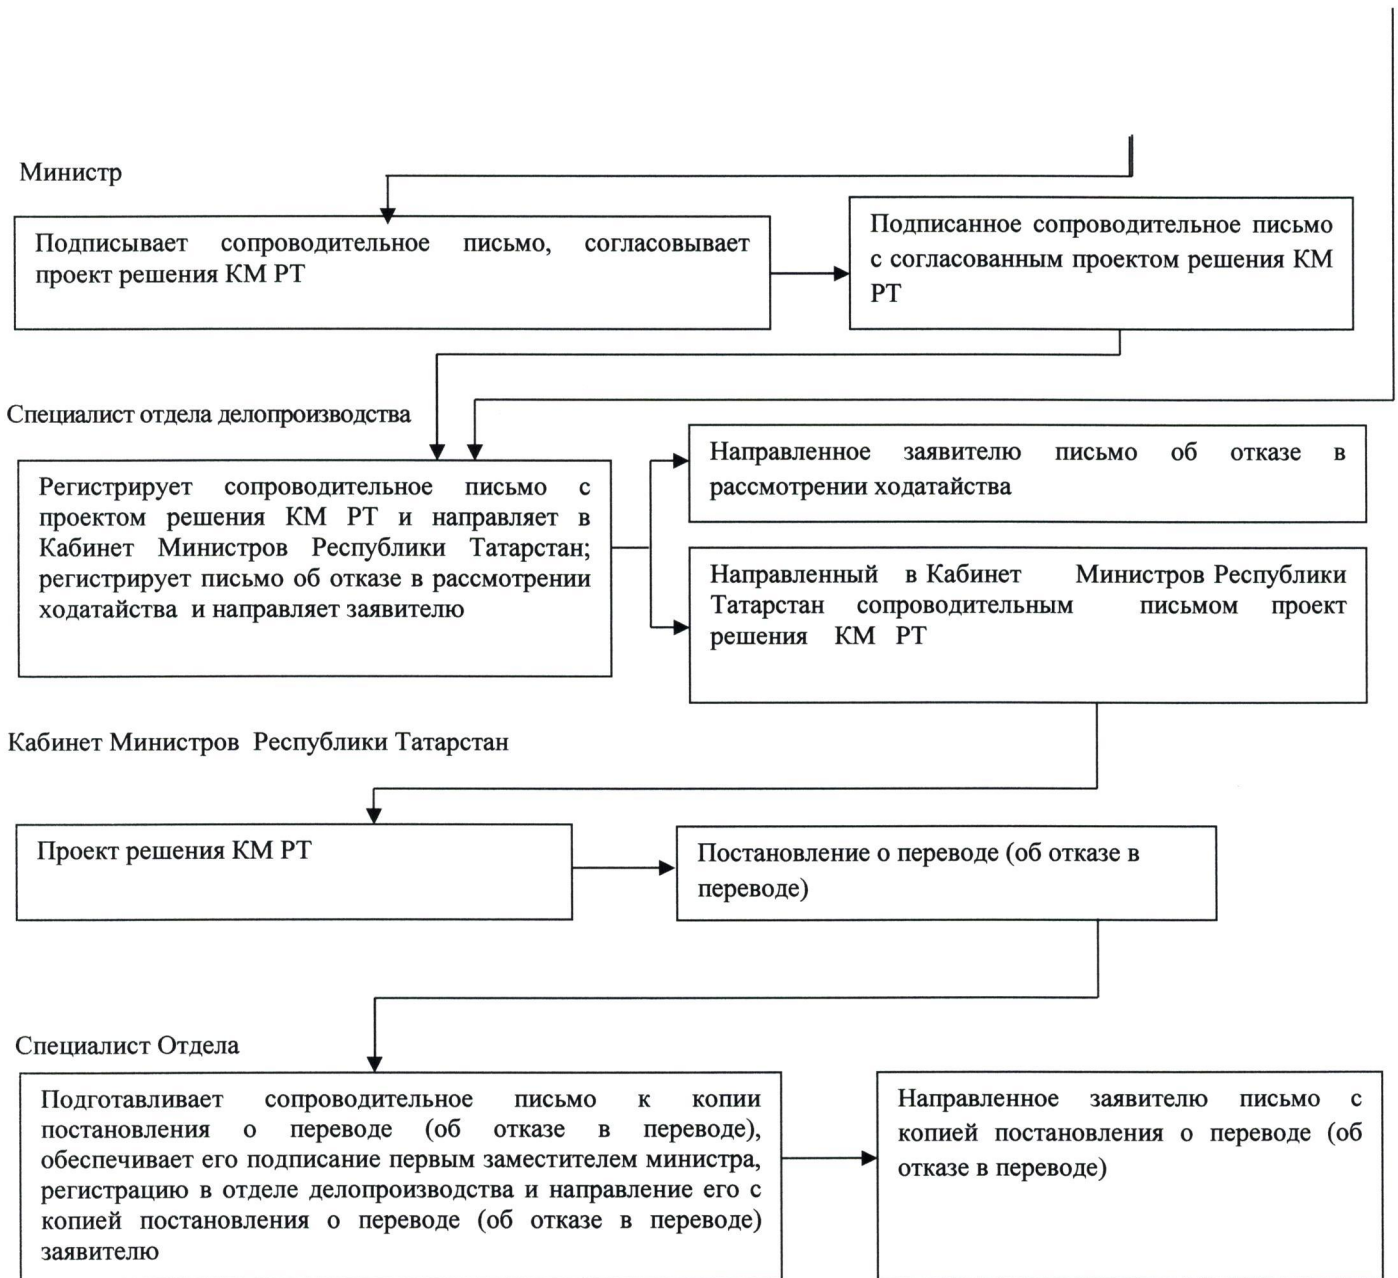 Министр
Подписывает сопроводительное письмо, согласовывает
проект решения КМ РТ
Подписанное сопроводительное письмо
с согласованным проектом решения КМ
РТ
Специалист отдела делопроизводства
Регистрирует сопроводительное письмо с
проектом решения КМ РТ и направляет в
Кабинет Министров Республики Татарстан;
регистрирует письмо об отказе в рассмотрении
ходатайства и направляет заявителю
Направленное заявителю письмо об отказе в
рассмотрении ходатайства
Направленный в Кабинет Министров Республики
Татарстан сопроводительным письмом проект
решения КМ РТ
Кабинет Министров Республики Татарстан
Проект решения КМ РТ
Постановление о переводе (об отказе в
переводе)
Специалист Отдела
Подготавливает сопроводительное письмо к копии
постановления о переводе (об отказе в переводе),
обеспечивает его подписание первым заместителем министра,
регистрацию в отделе делопроизводства и направление его с
копией постановления о переводе (об отказе в переводе)
заявителю
Направленное заявителю письмо с
копией постановления о переводе (об
отказе в переводе)